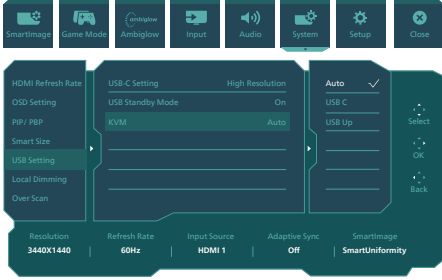 ambiglow
SmartImage Game Mode Ambiglow Input Audio System Setup Close
HDMI Refresh Rate USB-C Setting High Resolution Auto
OSD Setting USB Standby Mode On USB C
PIP/ PBP KVM Auto USB Up Select
Smart Size
USB Setting OK
Local Dimming
Over Scan Back
Resolution Refresh Rate Input Source Adaptive Sync SmartImage
3440X1440 60Hz HDMI 1 Off SmartUniformity